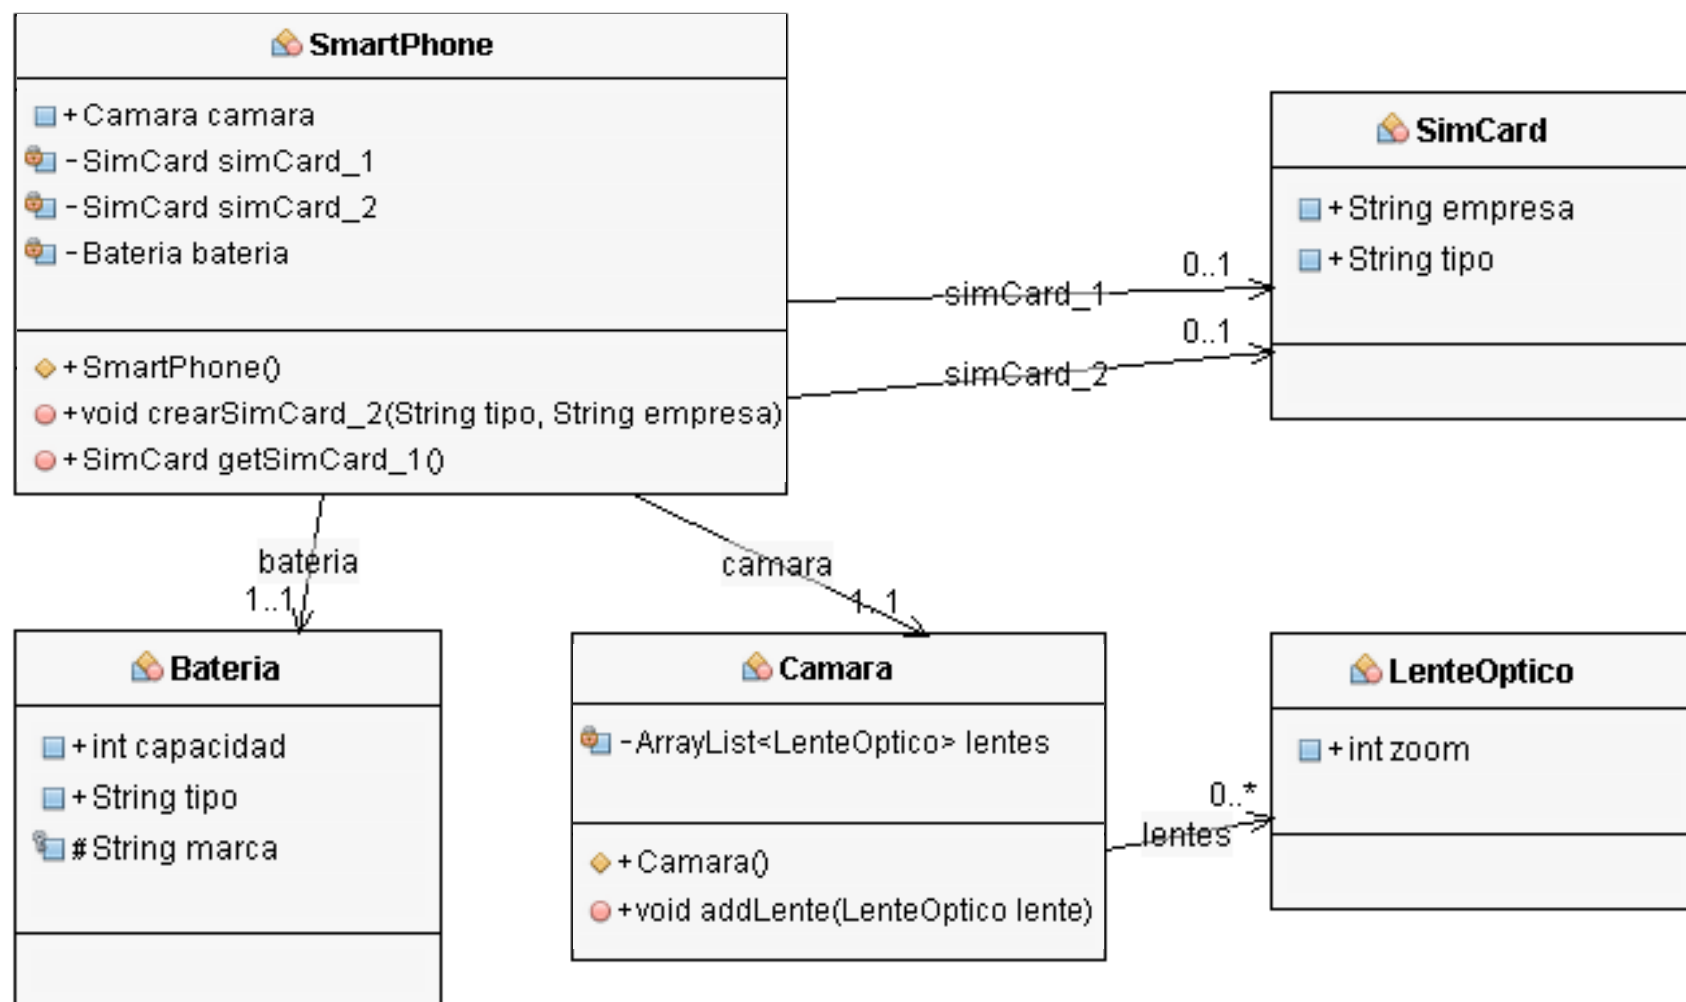 SmartPhone
+Camara camara
-SimCard simCard_1
-SimCard simCard_2
-Bateria bateria
+SmartPhone()
+void crearSimCard_2(String tipo, String empresa)
+SimCard getSimCard_1()
SimCard
+String empresa
+String tipo
0..1
simCard_1
0..1
simCard_2
bateria
1..1
camara
1..1
Bateria
+int capacidad
+String tipo
#String marca
Camara
-ArrayList<LenteOptico> lentes
+Camara()
+void addLente(LenteOptico lente)
0..*
lentes
LenteOptico
+int zoom